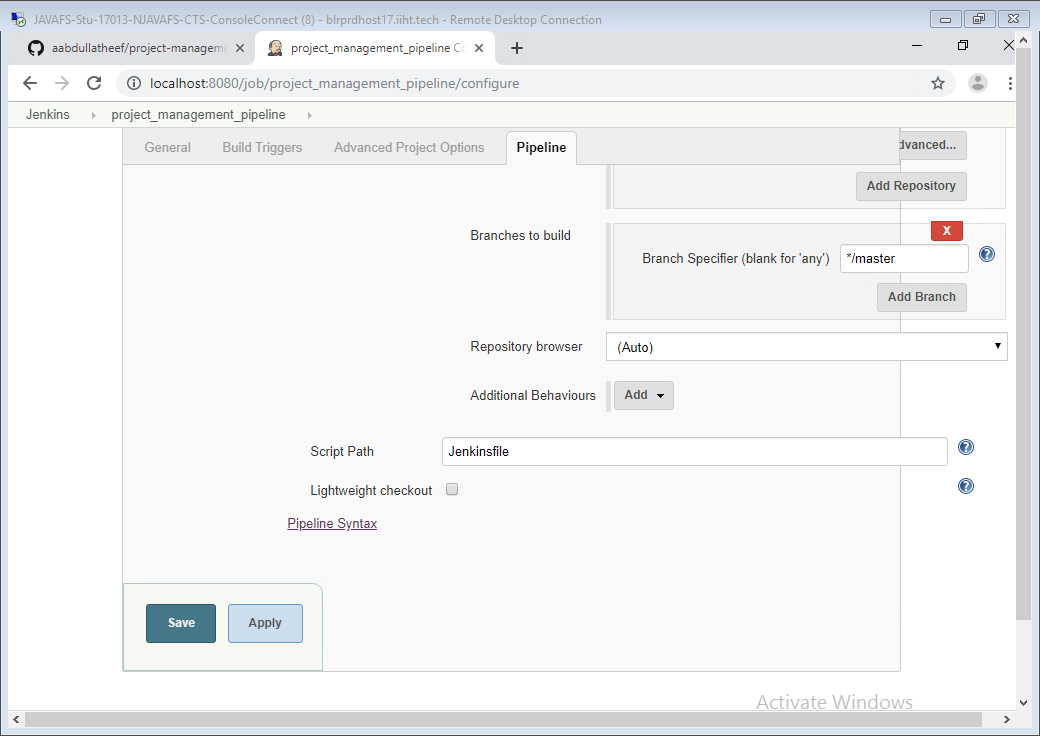 JAVAFS-Stu-17013-NJAVAFS-CTS-ConsoleConnect (8) - blrprdhost17.iiht.tech - Remote Desktop Connection
aabdullatheef/project-managem
project_management_pipeline Co
localhost:8080/job/project_management_pipeline/configure
Jenkins
project_management_pipeline
General
Build Triggers
Advanced Project Options
Pipeline
dvanced...
Add Repository
Branches to build
X
Branch Specifier (blank for 'any')
*/master
Add Branch
Repository browser
(Auto)
Additional Behaviours
Add
Script Path
Jenkinsfile
Lightweight checkout
Pipeline Syntax
Save
Apply
Activate Windows